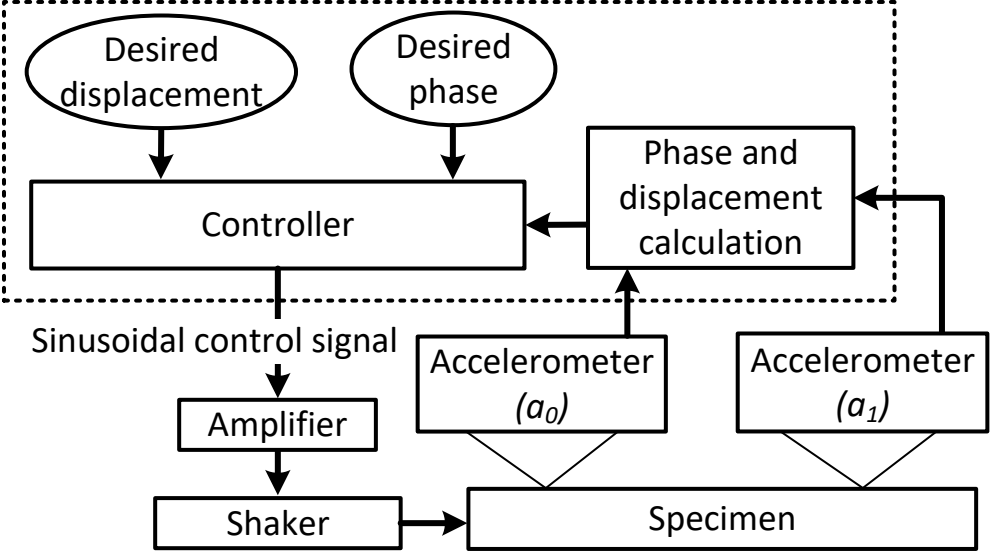 Desired
displacement
Desired
phase
Controller
Phase and
displacement
calculation
Sinusoidal control signal
Accelerometer
(a₀)
Accelerometer
(a₁)
Amplifier
Shaker
Specimen